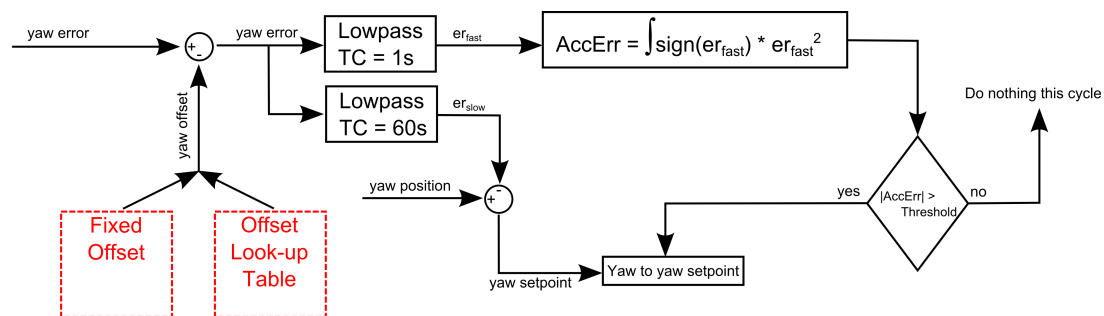 yaw error
+
-
yaw error
Lowpass
TC = 1s
er_fast
AccErr = ∫sign(er_fast) * er_fast²
Lowpass
TC = 60s
er_slow
yaw offset
Do nothing this cycle
yaw position
+
-
yes
|AccErr| >
Threshold
no
Fixed
Offset
Offset
Look-up
Table
yaw setpoint
Yaw to yaw setpoint